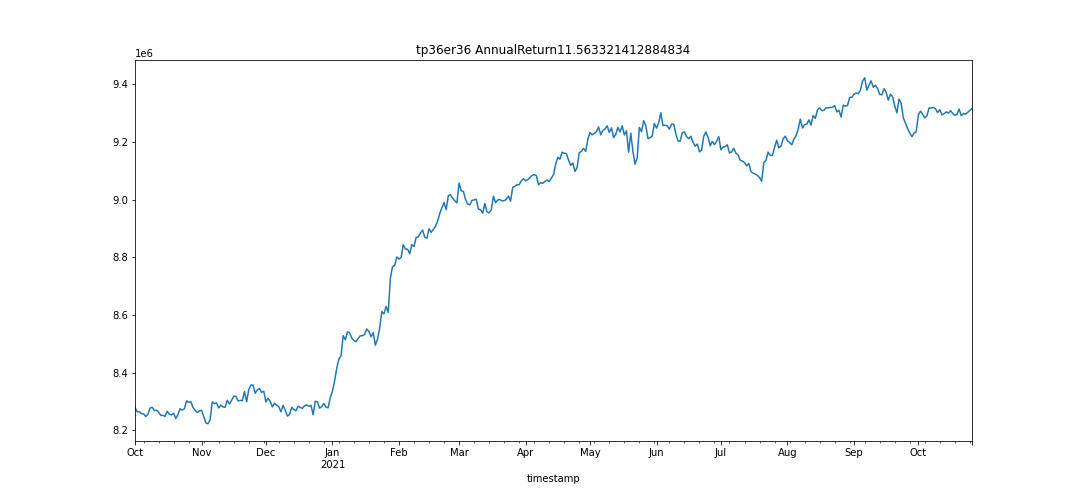 tp36er36 AnnualReturn11.563321412884834
1e6
9.4
9.2
9.0
8.8
8.6
8.4
8.2
Oct Nov Dec Jan Feb Mar Apr May Jun Jul Aug Sep Oct
2021
timestamp